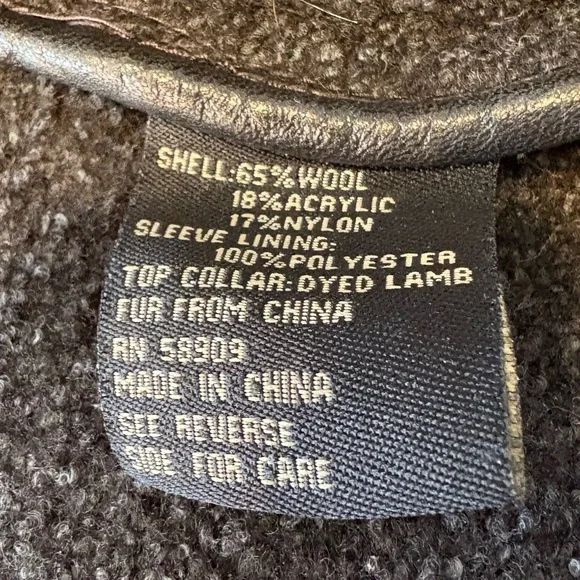 SHELL:65%WOOL
18%ACRYLIC
17%NYLON
SLEEVE LINING:
100%POLYESTER
TOP COLLAR:DYED LAMB
FUR FROM CHINA
RN 58909
MADE IN CHINA
SEE REVERSE
SIDE FOR CARE